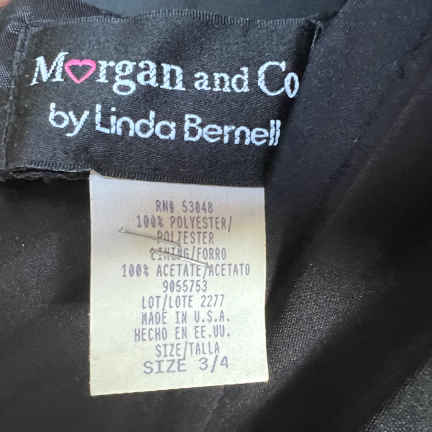 Morgan and Co
by Linda Bernell
RN# 53048
100% POLYESTER/
POLIESTER
LINING/FORRO
100% ACETATE/ACETATO
9055753
LOT/LOTE 2277
MADE IN U.S.A.
HECHO EN EE.UU.
SIZE/TALLA
SIZE 3/4